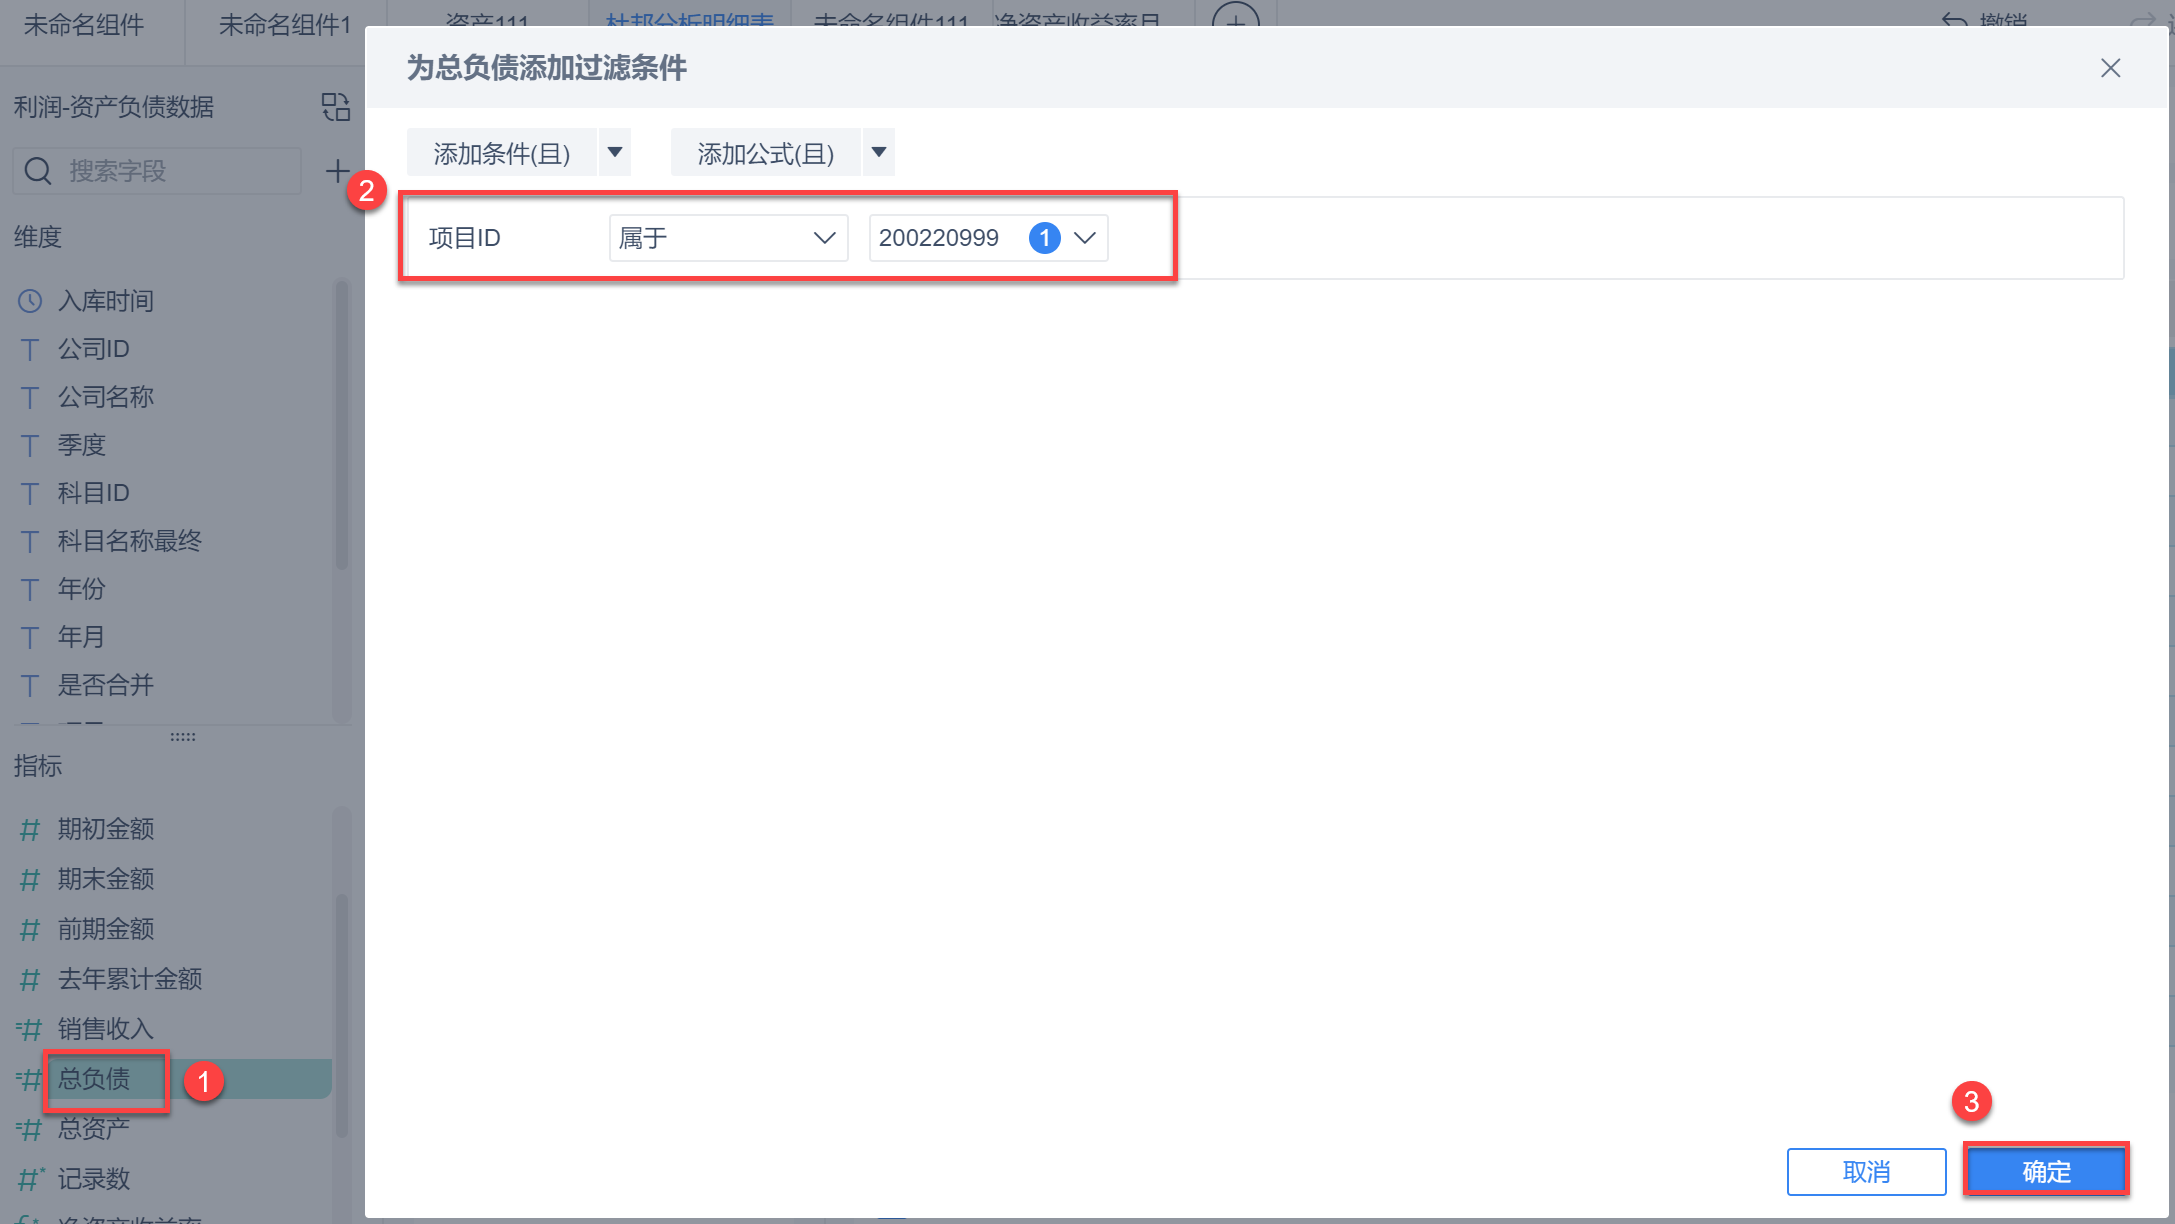 未命名组件
未命名组件1
资产111
杜邦分析明细表
未命名组件111
净资产收益率月
撤销
为总负债添加过滤条件
利润-资产负债数据
添加条件(且)
添加公式(且)
搜索字段
2
项目ID
属于
200220999
1
维度
入库时间
公司ID
公司名称
季度
科目ID
科目名称最终
年份
年月
是否合并
指标
期初金额
期末金额
前期金额
去年累计金额
销售收入
总负债
1
总资产
记录数
净资产收益率
3
取消
确定